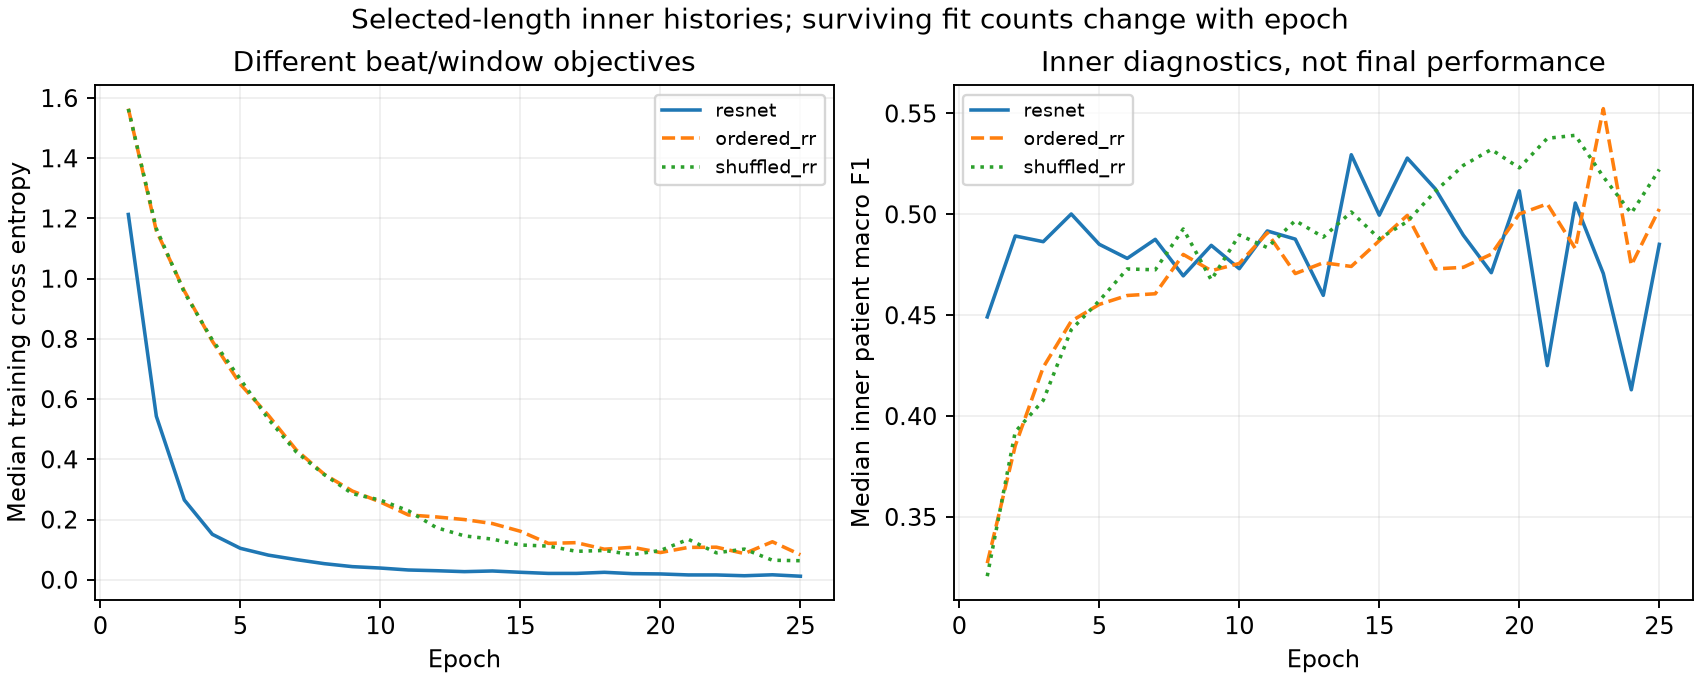 Selected-length inner histories; surviving fit counts change with epoch
Different beat/window objectives
Median training cross entropy
1.6
1.4
1.2
1.0
0.8
0.6
0.4
0.2
0.0
resnet
ordered_rr
shuffled_rr
0
5
10
15
20
25
Epoch
Inner diagnostics, not final performance
Median inner patient macro F1
0.55
0.50
0.45
0.40
0.35
resnet
ordered_rr
shuffled_rr
0
5
10
15
20
25
Epoch